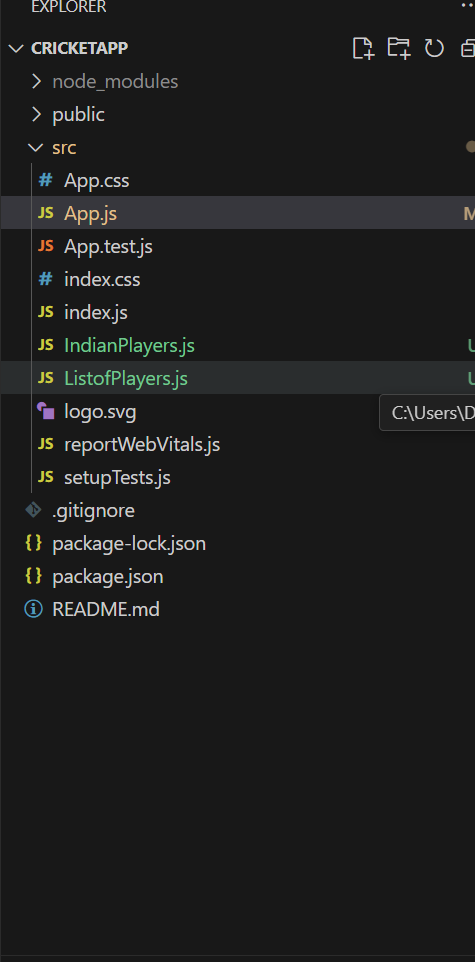 EXPLORER
CRICKETAPP
node_modules
public
src
# App.css
JS App.js M
JS App.test.js
# index.css
JS index.js
JS IndianPlayers.js U
JS ListofPlayers.js U
C:\Users\D
logo.svg
JS reportWebVitals.js
JS setupTests.js
.gitignore
{} package-lock.json
{} package.json
README.md